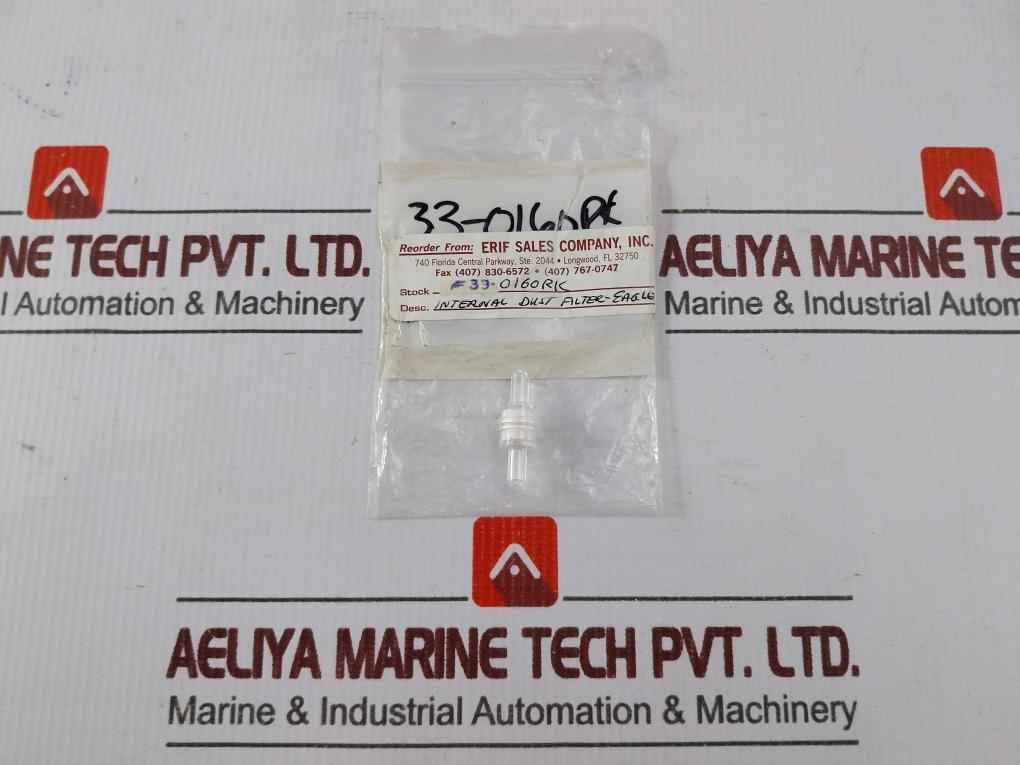 33-0160RK
Reorder From: ERIF SALES COMPANY, INC.
740 Florida Central Parkway, Ste. 2044 • Longwood, FL 32750
Fax (407) 830-6572 • (407) 767-0747
Stock #33-0160RK
Desc. INTERNAL DUST FILTER-EAGLE
NE TECH PVT. LTD.
l Automation & Machinery
AELIYA MARINE TE
Marine & Industrial Autom
AELIYA MARINE TECH PVT. LTD.
Marine & Industrial Automation & Machinery